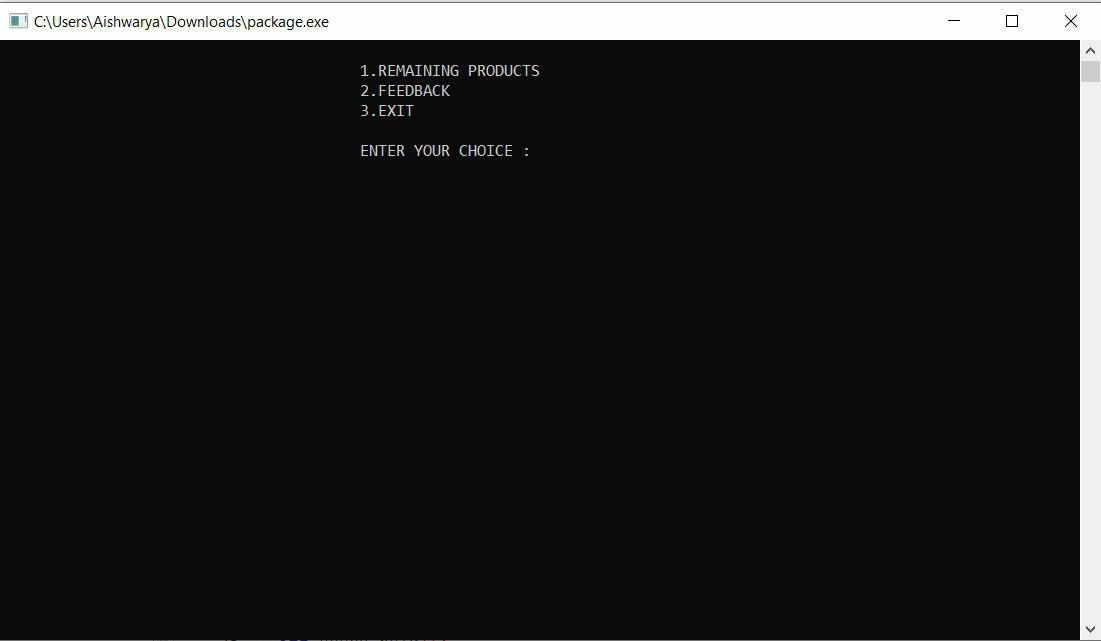 C:\Users\Aishwarya\Downloads\package.exe
1.REMAINING PRODUCTS
2.FEEDBACK
3.EXIT
ENTER YOUR CHOICE :